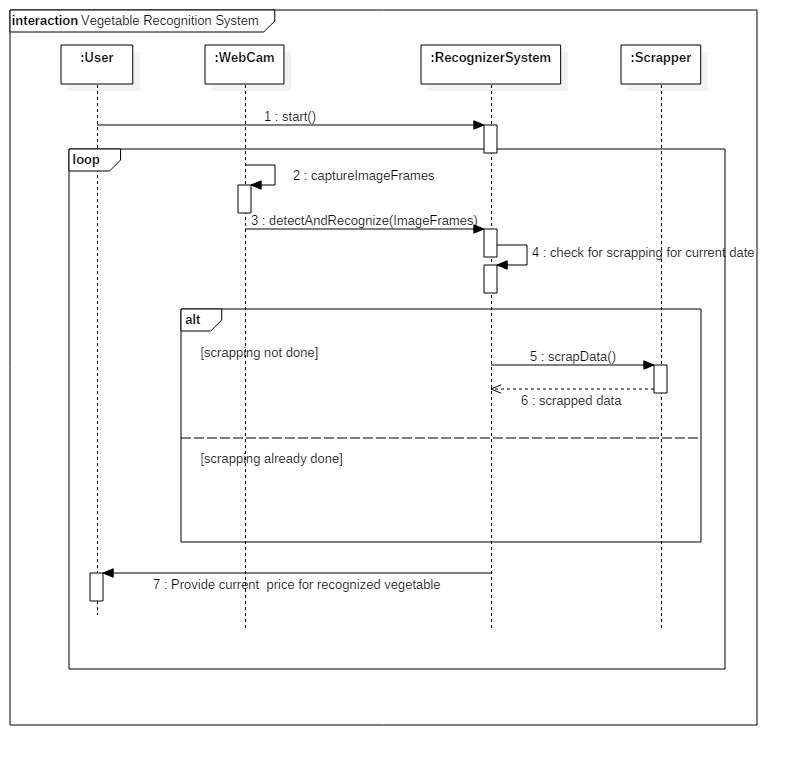 interaction Vegetable Recognition System
:User
:WebCam
:RecognizerSystem
:Scrapper
1 : start()
loop
2 : captureImageFrames
3 : detectAndRecognize(ImageFrames)
4 : check for scrapping for current date
alt
[scrapping not done]
5 : scrapData()
6 : scrapped data
[scrapping already done]
7 : Provide current  price for recognized vegetable